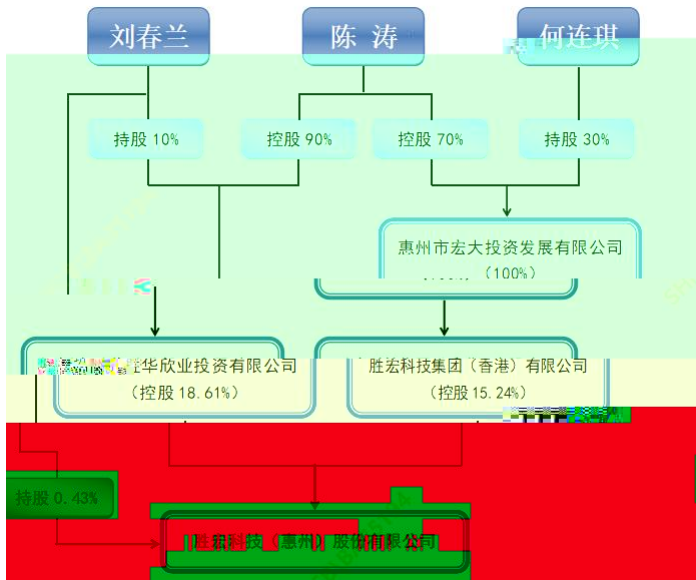 刘春兰
陈 涛
何连琪
持股 10%
控股 90%
控股 70%
持股 30%
惠州市宏大投资发展有限公司
（100%）
胜华欣业投资有限公司
（控股 18.61%）
胜宏科技集团（香港）有限公司
（控股 15.24%）
持股 0.43%
胜宏科技（惠州）股份有限公司